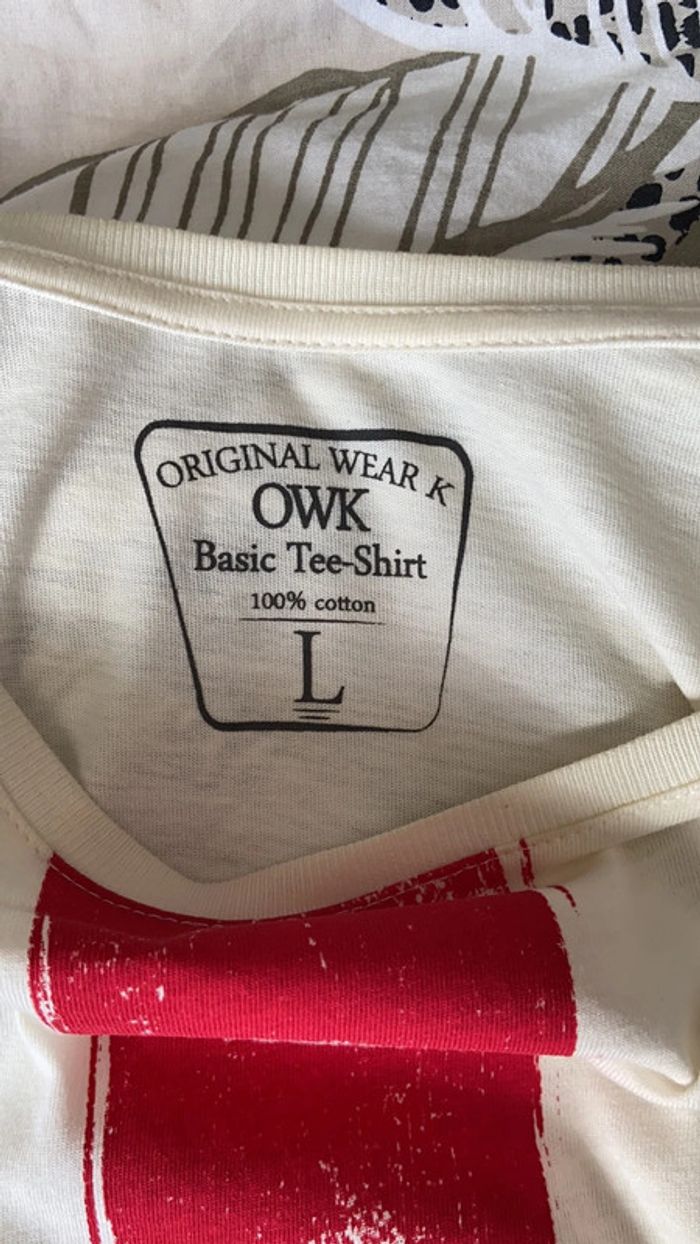 ORIGINAL WEAR K
OWK
Basic Tee-Shirt
100% cotton
L